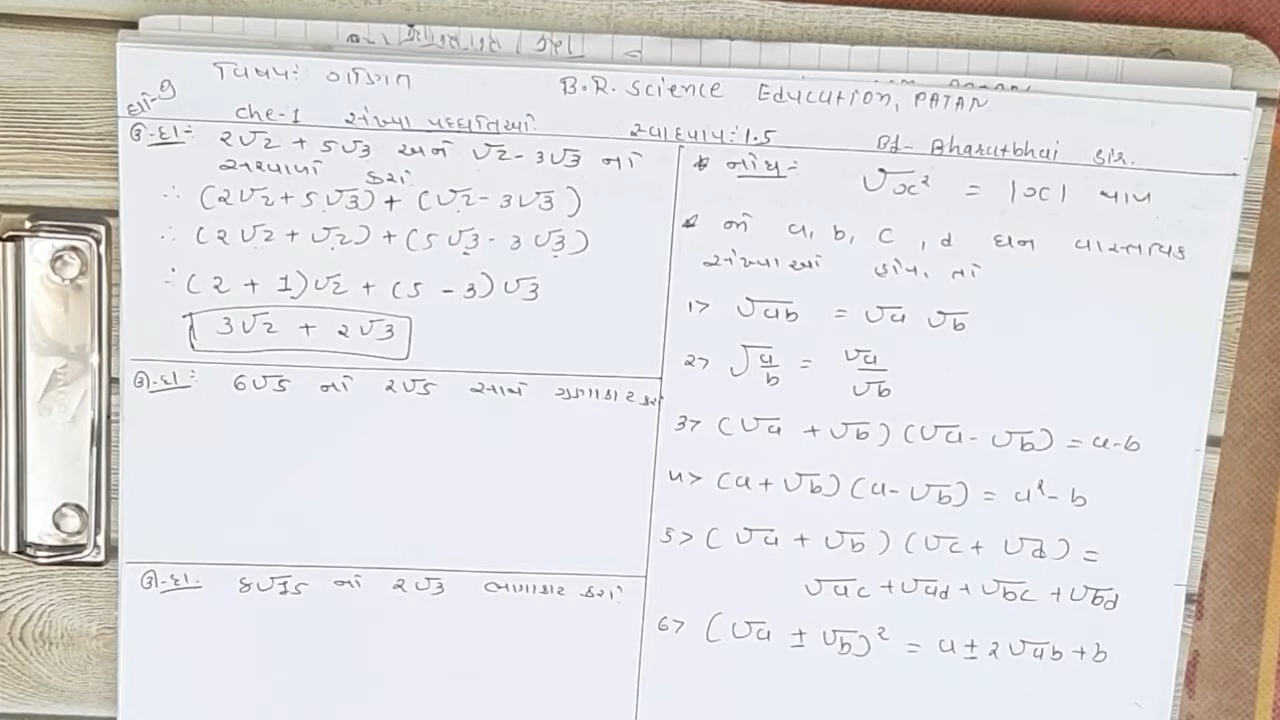 વિષય: ગણિત
B.R. Science Education, PATAN
ધો-9
Che-1 સંખ્યા પદ્ધતિઓ. સ્વાધ્યાય: 1.5
By- Bharatbhai Sir.
ઉ.દા:- 2√2 + 5√3 અને √2 - 3√3 નો
સરવાળો કરો
∴ (2√2 + 5√3) + (√2 - 3√3)
∴ (2√2 + √2) + (5√3 - 3√3)
∴ (2 + 1)√2 + (5 - 3)√3
3√2 + 2√3
ઉ.દા: 6√5 નો 2√5 સાથે ગુણાકાર કરો
ઉ.દા. 8√15 નો 2√3 ભાગાકાર કરો.
* નોંધ:- √x² = |x| થાય
* જો a, b, c, d ધન વાસ્તવિક
સંખ્યાઓ હોય, તો
1> √ab = √a √b
2> √a/b = √a/√b
3> (√a + √b) (√a - √b) = a-b
4> (a + √b) (a - √b) = a² - b
5> (√a + √b) (√c + √d) =
√ac + √ad + √bc + √bd
6> (√a ± √b)² = a ± 2√ab + b